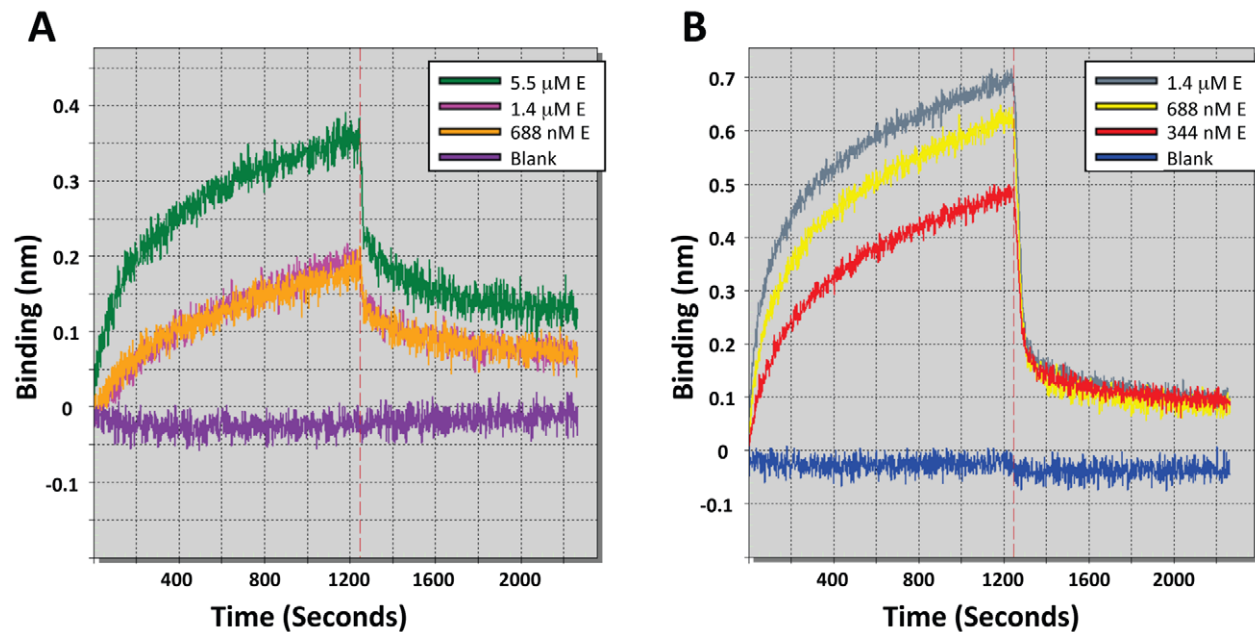 A
5.5 μM E
1.4 μM E
688 nM E
Blank
0.4
0.3
0.2
0.1
0
-0.1
Binding (nm)
400
800
1200
1600
2000
Time (Seconds)
B
1.4 μM E
688 nM E
344 nM E
Blank
0.7
0.6
0.5
0.4
0.3
0.2
0.1
0
-0.1
Binding (nm)
400
800
1200
1600
2000
Time (Seconds)